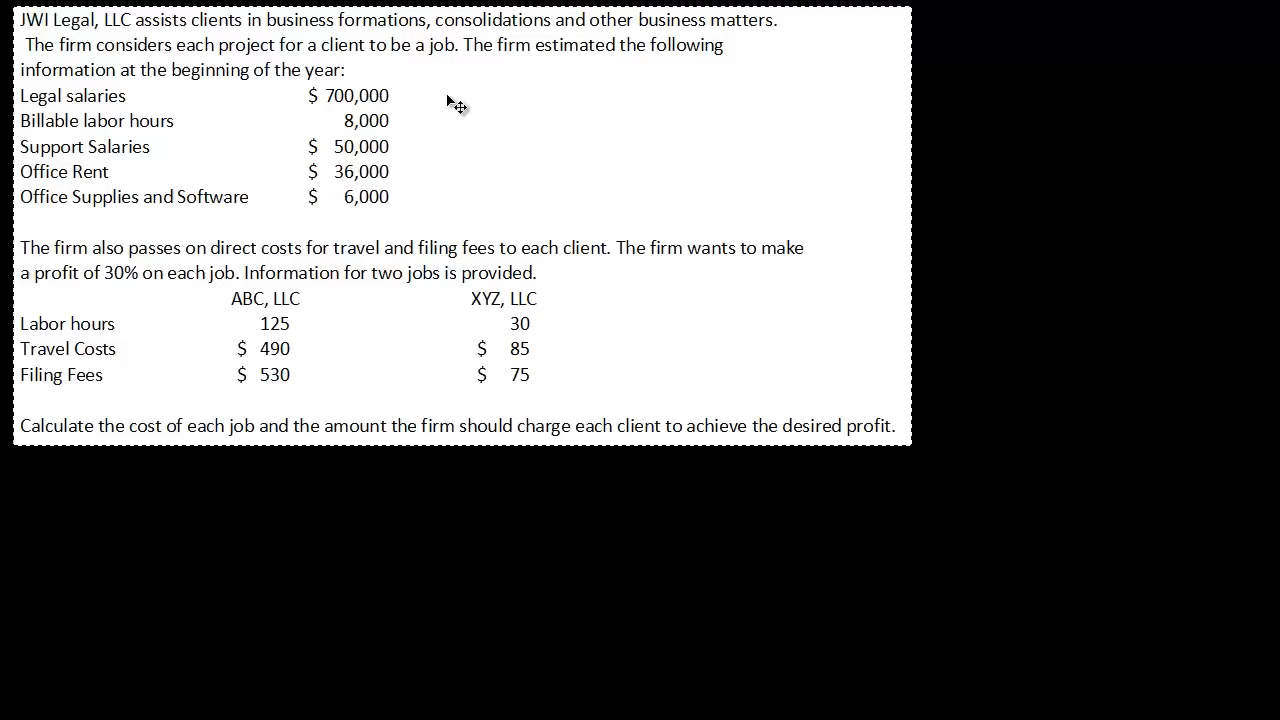 JWI Legal, LLC assists clients in business formations, consolidations and other business matters.
The firm considers each project for a client to be a job. The firm estimated the following
information at the beginning of the year:
Legal salaries $ 700,000
Billable labor hours 8,000
Support Salaries $ 50,000
Office Rent $ 36,000
Office Supplies and Software $ 6,000
The firm also passes on direct costs for travel and filing fees to each client. The firm wants to make
a profit of 30% on each job. Information for two jobs is provided.
ABC, LLC XYZ, LLC
Labor hours 125 30
Travel Costs $ 490 $ 85
Filing Fees $ 530 $ 75
Calculate the cost of each job and the amount the firm should charge each client to achieve the desired profit.